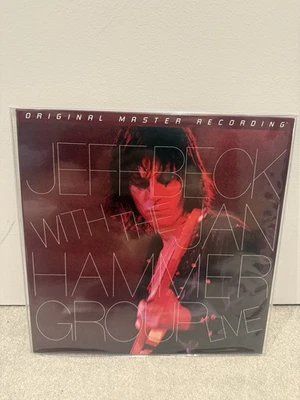 ORIGINAL MASTER RECORDING
JEFF BECK
WITH THE JAN
HAMMER
GROUP LIVE